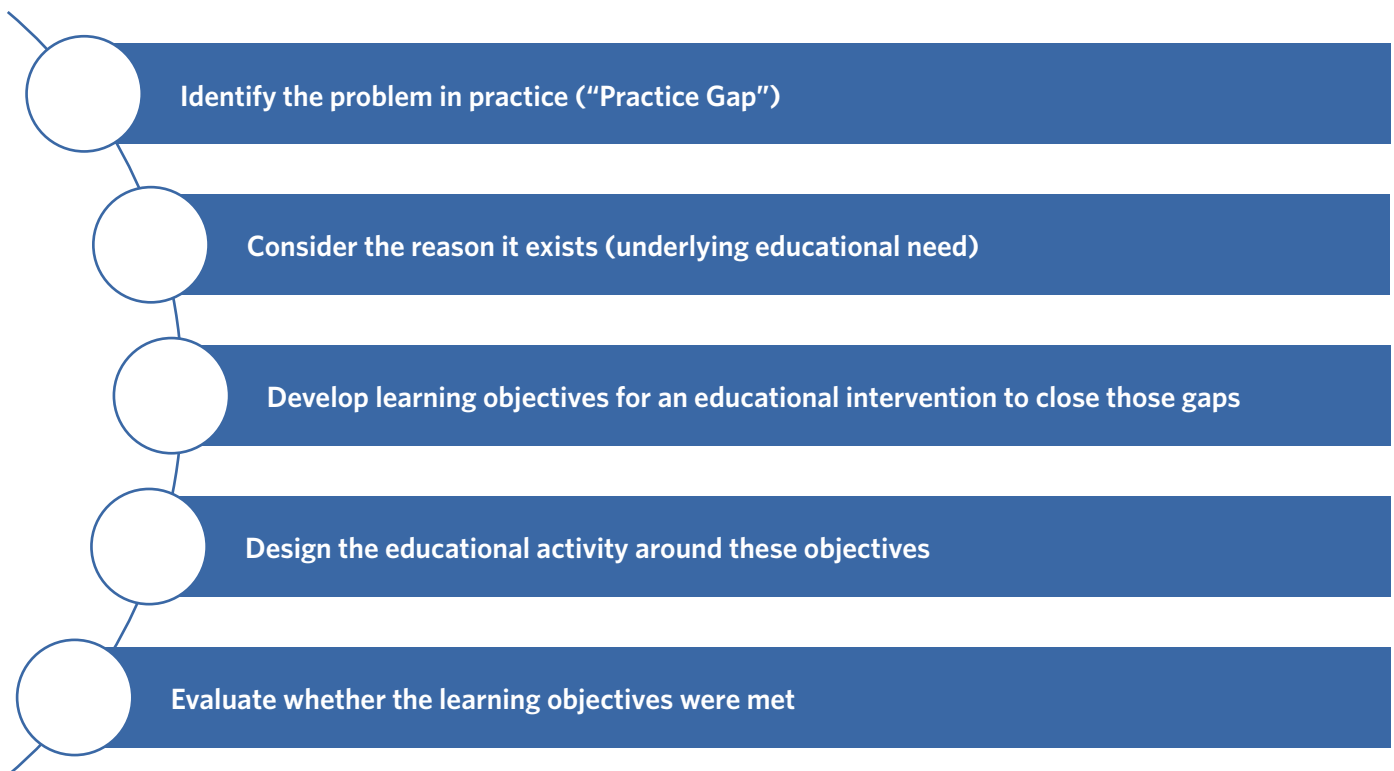 Identify the problem in practice (“Practice Gap”)
Consider the reason it exists (underlying educational need)
Develop learning objectives for an educational intervention to close those gaps
Design the educational activity around these objectives
Evaluate whether the learning objectives were met